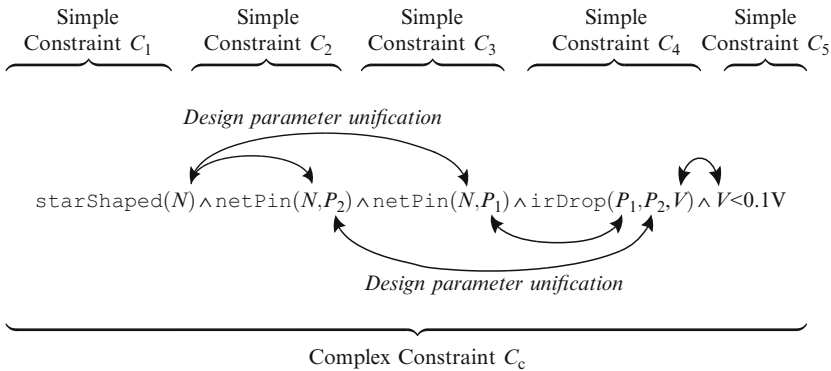 Simple Constraint C₁
Simple Constraint C₂
Simple Constraint C₃
Simple Constraint C₄
Simple Constraint C₅
Design parameter unification
starShaped(N)∧netPin(N,P₂)∧netPin(N,P₁)∧irDrop(P₁,P₂,V)∧V<0.1V
Design parameter unification
Complex Constraint C_c